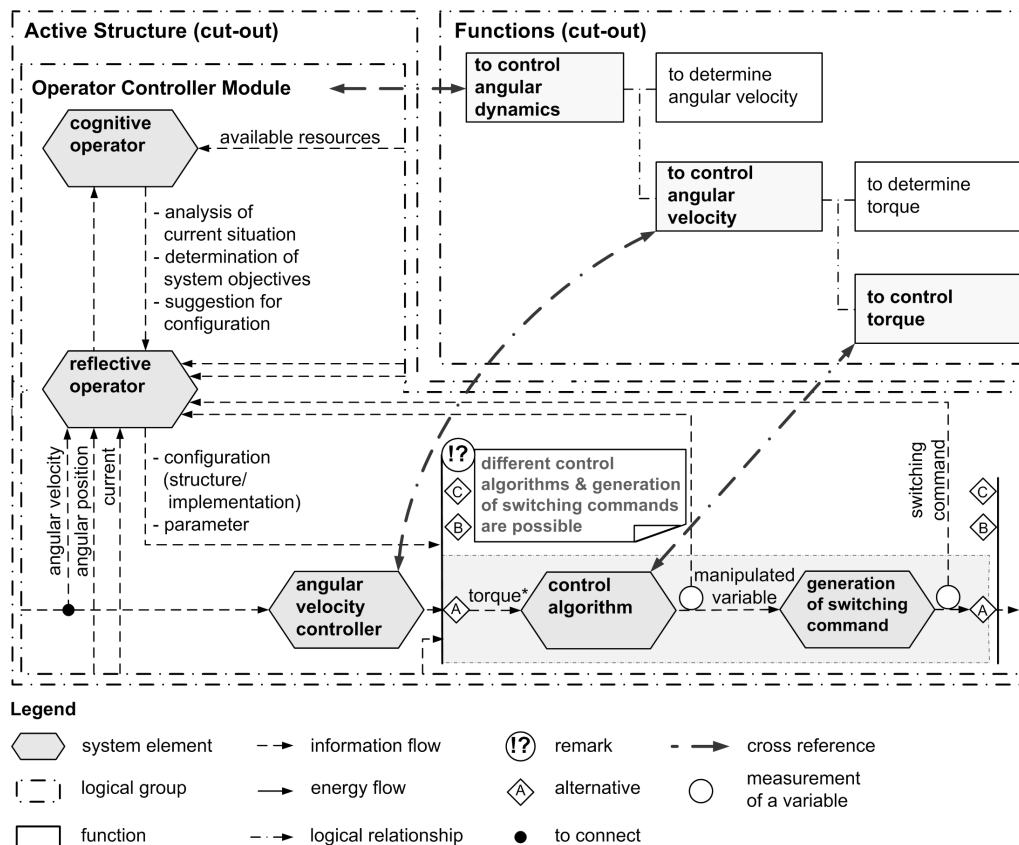 Active Structure (cut-out)
Operator Controller Module
cognitive
operator
available resources
- analysis of
current situation
- determination of
system objectives
- suggestion for
configuration
reflective
operator
angular velocity
angular position
current
- configuration
(structure/
implementation)
- parameter
Functions (cut-out)
to control
angular
dynamics
to determine
angular velocity
to control
angular
velocity
to determine
torque
to control
torque
!?
different control
algorithms & generation
of switching commands
are possible
C
B
switching
command
C
B
angular
velocity
controller
A
torque*
control
algorithm
manipulated
variable
generation
of switching
command
A
Legend
system element
information flow
!?
remark
cross reference
logical group
energy flow
A
alternative
measurement
of a variable
function
logical relationship
to connect